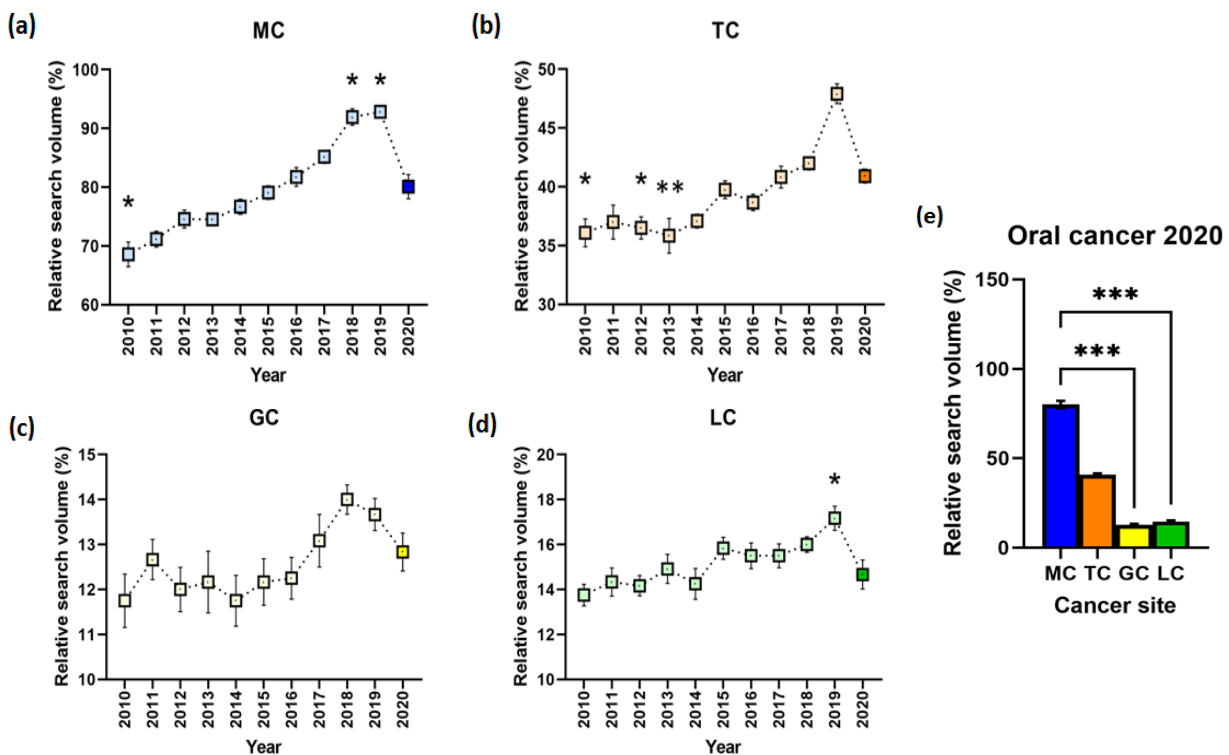 (a)
MC
Relative search volume (%)
100
90
80
70
60
* * *
2010 2011 2012 2013 2014 2015 2016 2017 2018 2019 2020
Year
(b)
TC
Relative search volume (%)
50
45
40
35
30
* * **
2010 2011 2012 2013 2014 2015 2016 2017 2018 2019 2020
Year
(c)
GC
Relative search volume (%)
15
14
13
12
11
10
2010 2011 2012 2013 2014 2015 2016 2017 2018 2019 2020
Year
(d)
LC
Relative search volume (%)
20
18
16
14
12
10
*
2010 2011 2012 2013 2014 2015 2016 2017 2018 2019 2020
Year
(e)
Oral cancer 2020
Relative search volume (%)
150
100
50
0
***
***
MC TC GC LC
Cancer site